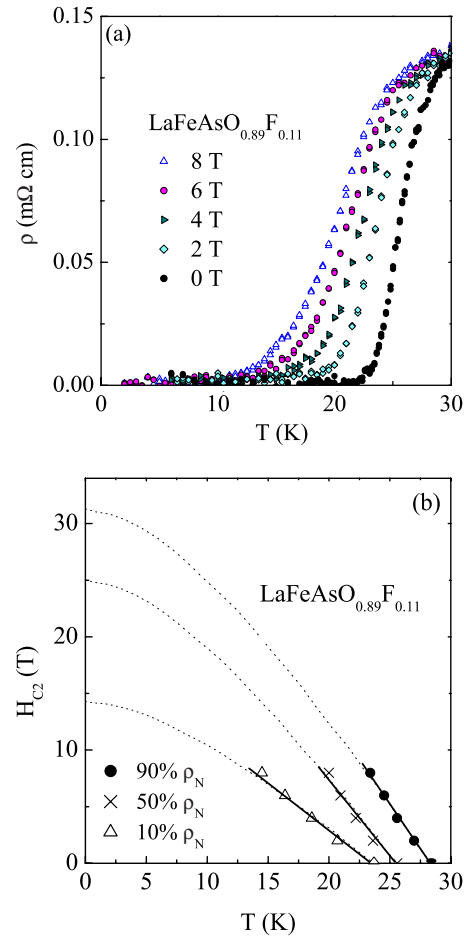 (a)
0.15
0.10
0.05
0.00
ρ (mΩ cm)
LaFeAsO0.89F0.11
8 T
6 T
4 T
2 T
0 T
0 10 20 30
T (K)
(b)
30
20
10
0
HC2 (T)
LaFeAsO0.89F0.11
90% ρN
50% ρN
10% ρN
0 5 10 15 20 25 30
T (K)